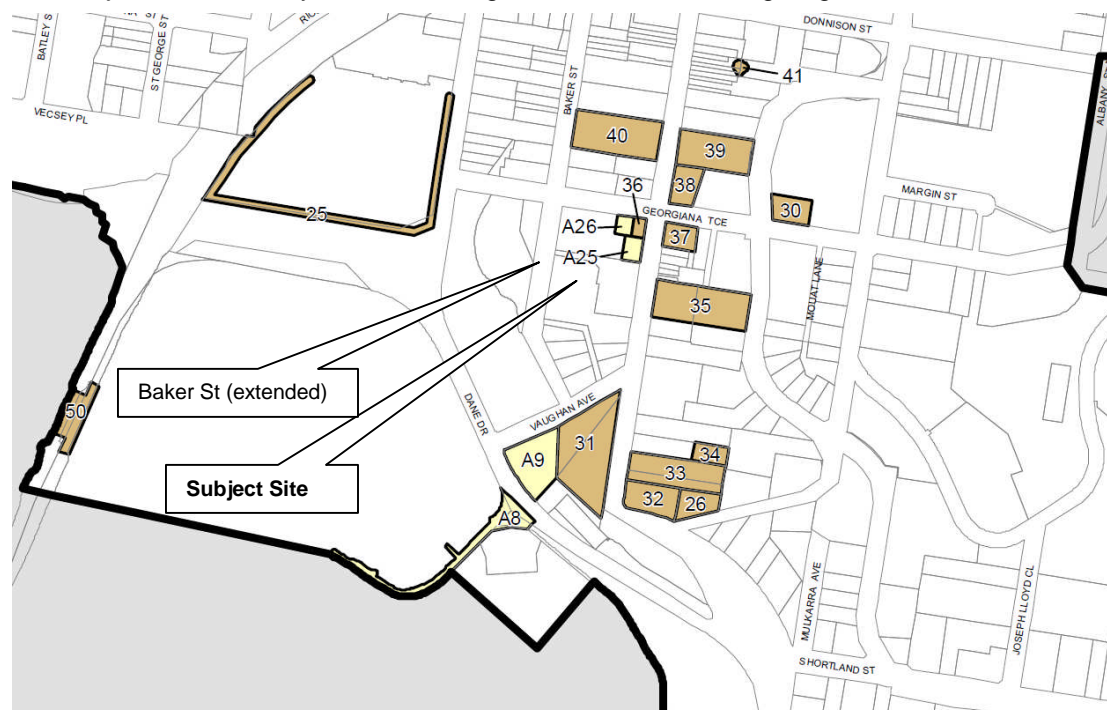 DONNISON ST
BATLEY ST
ST GEORGE ST
VECSEY PL
BAKER ST
41
ALBANY
40
39
38
36
25
MARGIN ST
30
GEORGIANA TCE
A26
37
A25
MOUAT LANE
35
Baker St (extended)
50
DANE DR
VAUGHAN AVE
31
A9
34
33
Subject Site
32
26
A8
MULKARRA AVE
JOSEPH LLOYD CL
SHORTLAND ST